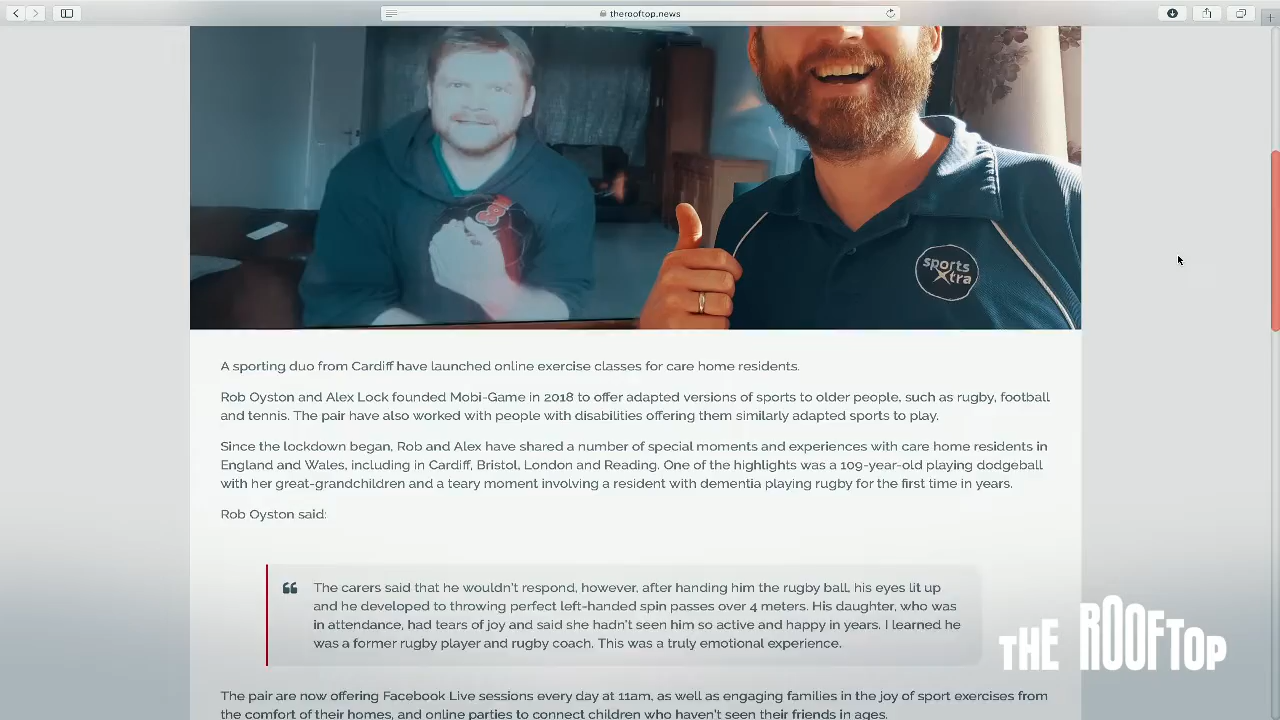 therooftop.news
sports
Xtra
A sporting duo from Cardiff have launched online exercise classes for care home residents.
Rob Oyston and Alex Lock founded Mobi-Game in 2018 to offer adapted versions of sports to older people, such as rugby, football
and tennis. The pair have also worked with people with disabilities offering them similarly adapted sports to play.
Since the lockdown began, Rob and Alex have shared a number of special moments and experiences with care home residents in
England and Wales, including in Cardiff, Bristol, London and Reading. One of the highlights was a 109-year-old playing dodgeball
with her great-grandchildren and a teary moment involving a resident with dementia playing rugby for the first time in years.
Rob Oyston said:
“ The carers said that he wouldn't respond, however, after handing him the rugby ball, his eyes lit up
and he developed to throwing perfect left-handed spin passes over 4 meters. His daughter, who was
in attendance, had tears of joy and said she hadn't seen him so active and happy in years. I learned he
was a former rugby player and rugby coach. This was a truly emotional experience.
THE ROOFTOP
The pair are now offering Facebook Live sessions every day at 11am, as well as engaging families in the joy of sport exercises from
the comfort of their homes, and online parties to connect children who haven't seen their friends in ages.